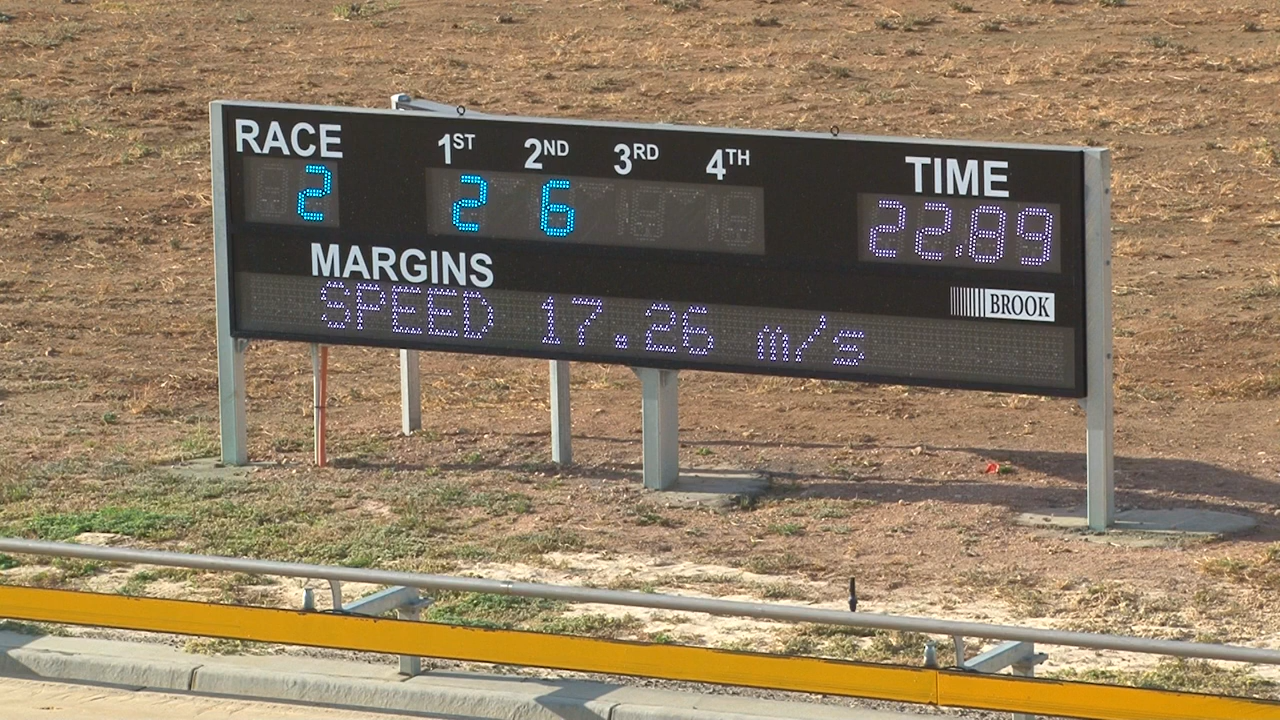 RACE 1ST 2ND 3RD 4TH TIME
2 2 6 22.89
MARGINS
BROOK
SPEED 17.26 m/s